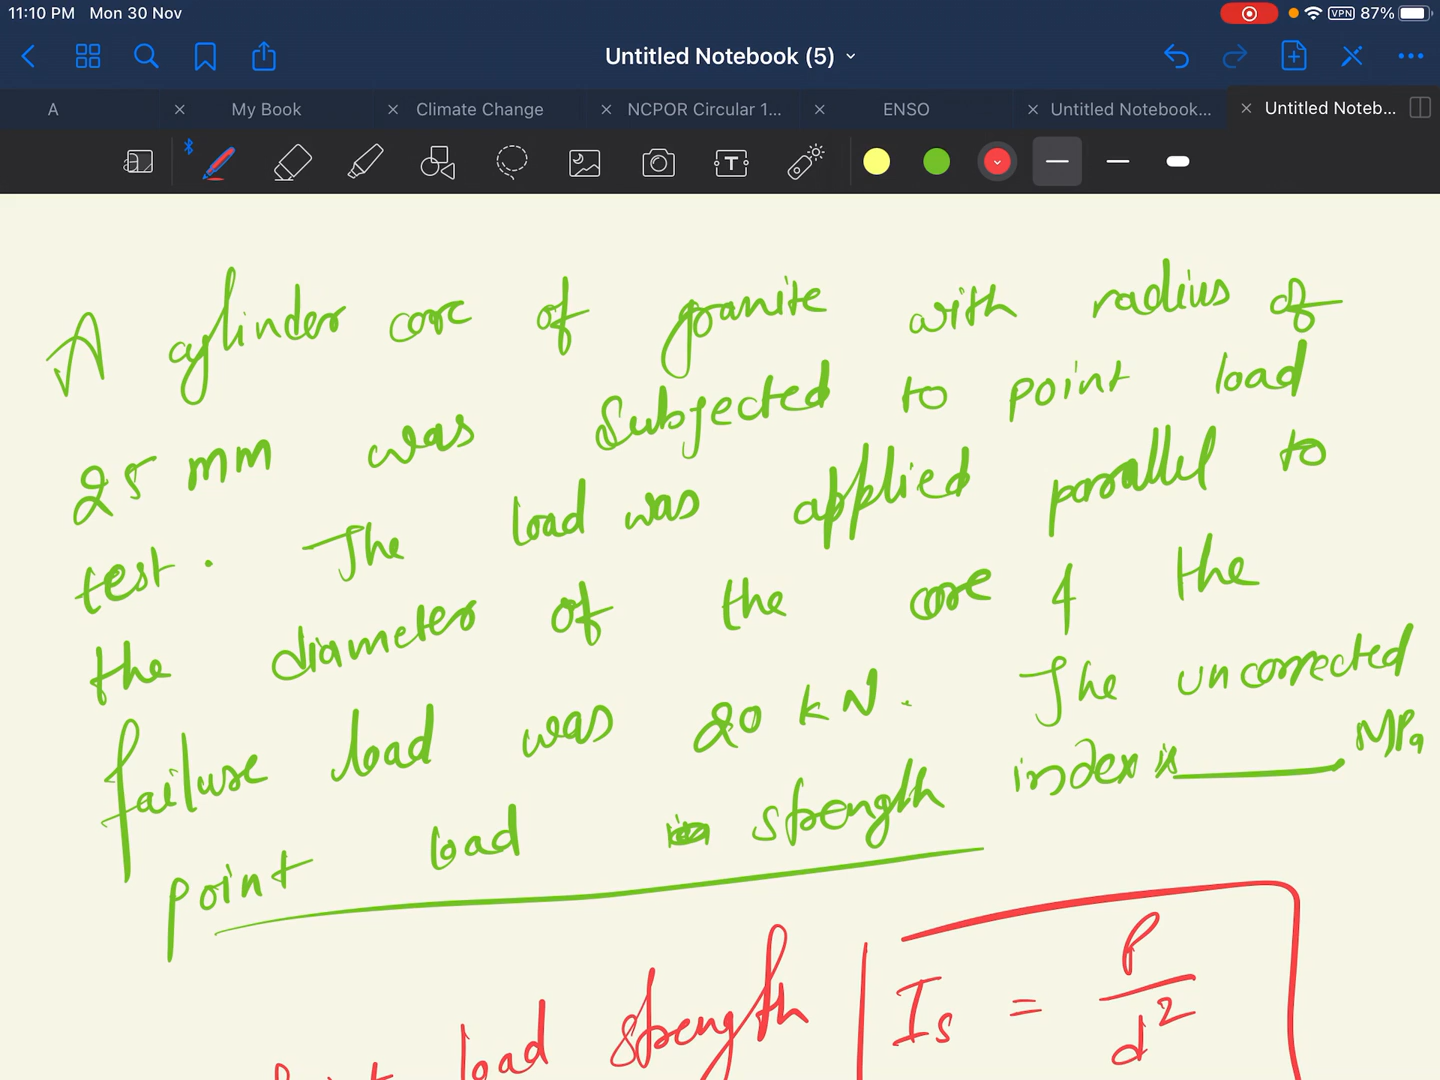 11:10 PM Mon 30 Nov
VPN 87%
Untitled Notebook (5)
A
My Book
Climate Change
NCPOR Circular 1...
ENSO
Untitled Notebook...
Untitled Noteb...
A cylinder core of granite with radius of
25 mm was subjected to point load
test. The load was applied parallel to
the diameter of the core & the
failure load was 20 kN. The uncorrected
point load strength index is ______ MPa
load strength
Is = P/d²